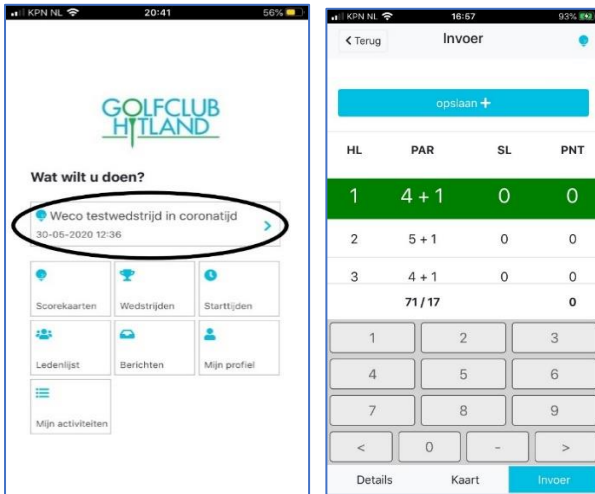 KPN NL 20:41 56%
GOLFCLUB
HITLAND
Wat wilt u doen?
Weco testwedstrijd in coronatijd
30-05-2020 12:36
Scorekaarten Wedstrijden Starttijden
Ledenlijst Berichten Mijn profiel
Mijn activiteiten
KPN NL 16:57 93%
< Terug Invoer
opslaan +
HL PAR SL PNT
1 4 + 1 0 0
2 5 + 1 0 0
3 4 + 1 0 0
71 / 17 0
1 2 3
4 5 6
7 8 9
< 0 - >
Details Kaart Invoer